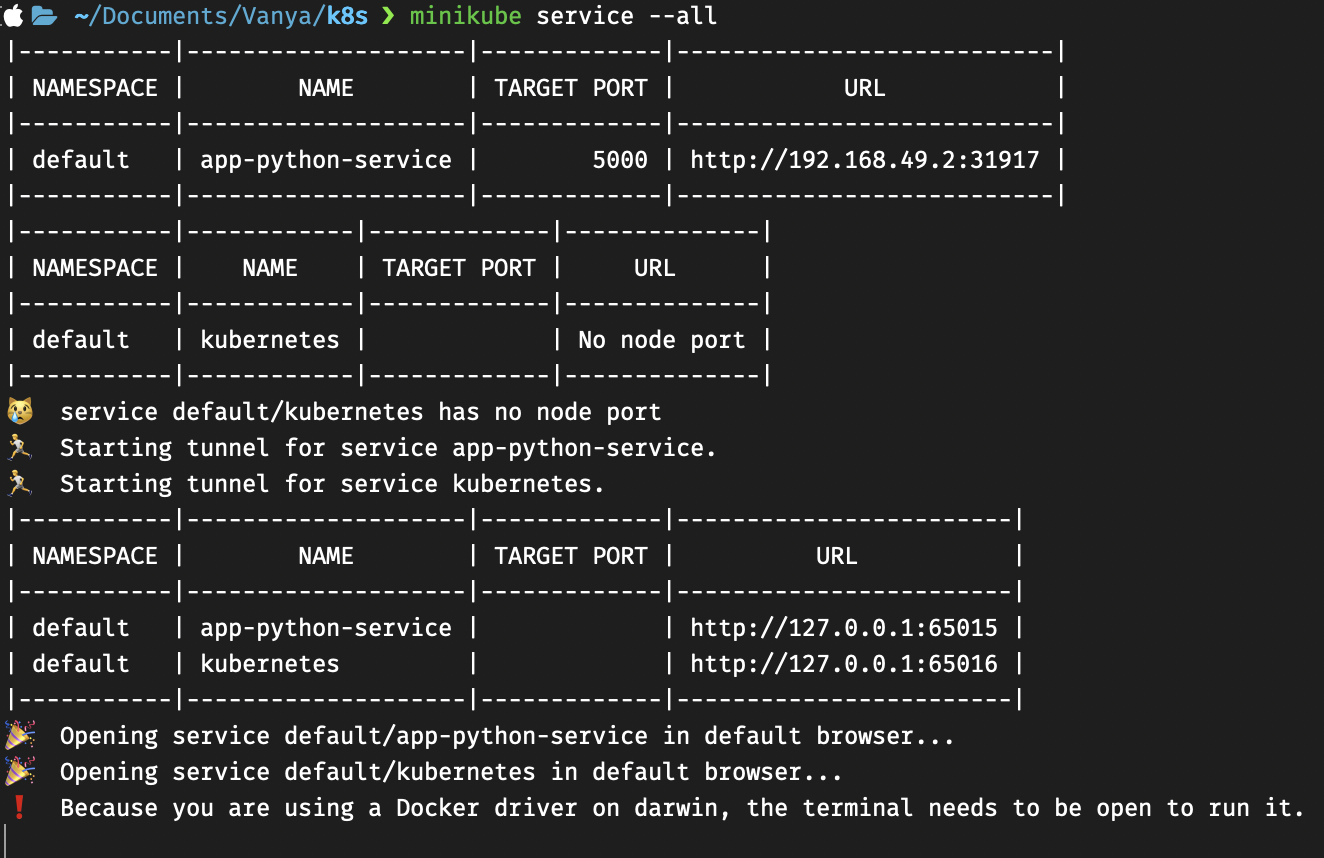 ~/Documents/Vanya/k8s ❯ minikube service --all
|-----------|--------------------|-------------|---------------------------|
| NAMESPACE |        NAME        | TARGET PORT |            URL            |
|-----------|--------------------|-------------|---------------------------|
| default   | app-python-service |        5000 | http://192.168.49.2:31917 |
|-----------|--------------------|-------------|---------------------------|
|-----------|------------|-------------|--------------|
| NAMESPACE |    NAME    | TARGET PORT |     URL      |
|-----------|------------|-------------|--------------|
| default   | kubernetes |             | No node port |
|-----------|------------|-------------|--------------|
😿  service default/kubernetes has no node port
🏃  Starting tunnel for service app-python-service.
🏃  Starting tunnel for service kubernetes.
|-----------|--------------------|-------------|------------------------|
| NAMESPACE |        NAME        | TARGET PORT |          URL           |
|-----------|--------------------|-------------|------------------------|
| default   | app-python-service |             | http://127.0.0.1:65015 |
| default   | kubernetes         |             | http://127.0.0.1:65016 |
|-----------|--------------------|-------------|------------------------|
🎉  Opening service default/app-python-service in default browser...
🎉  Opening service default/kubernetes in default browser...
❗  Because you are using a Docker driver on darwin, the terminal needs to be open to run it.